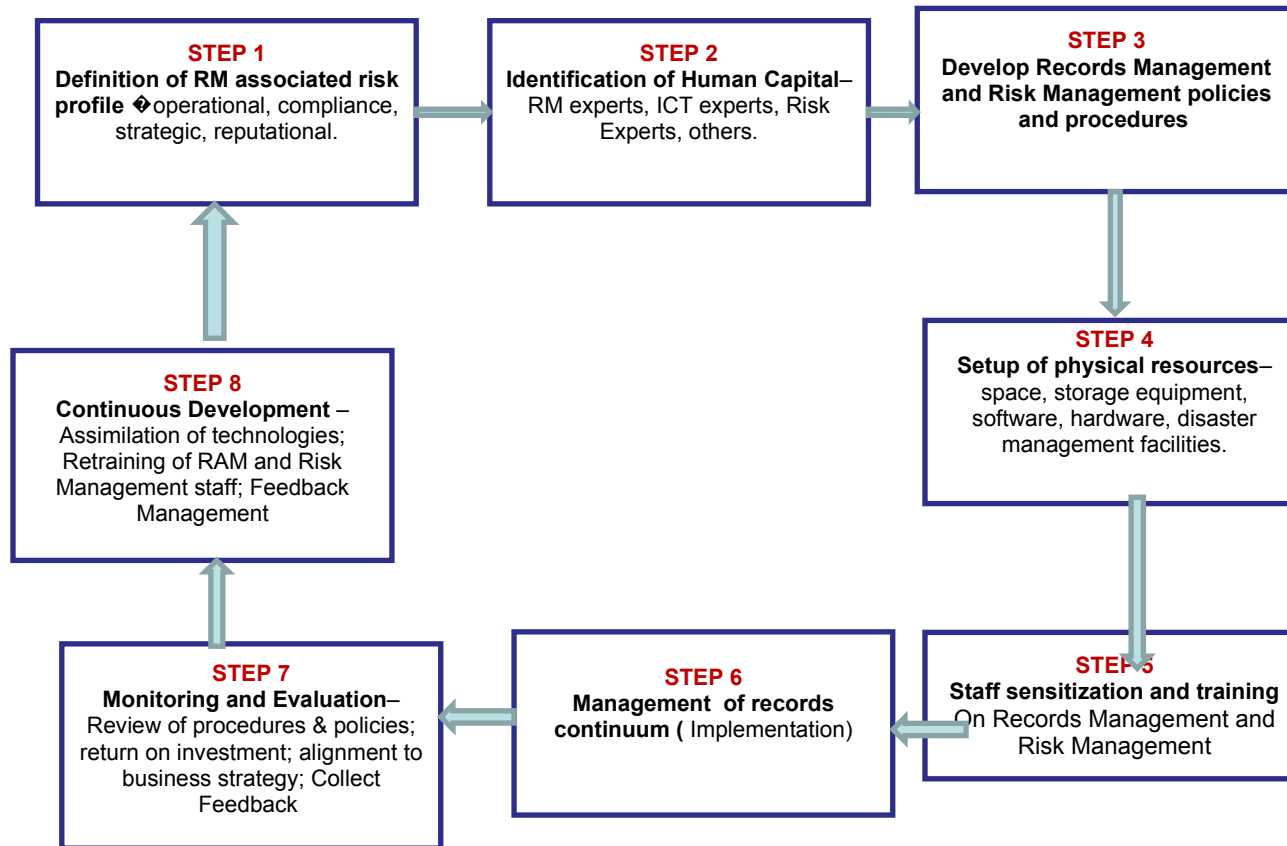 STEP 1
Definition of RM associated risk
profile �operational, compliance,
strategic, reputational.
STEP 2
Identification of Human Capital–
RM experts, ICT experts, Risk
Experts, others.
STEP 3
Develop Records Management
and Risk Management policies
and procedures
STEP 4
Setup of physical resources–
space, storage equipment,
software, hardware, disaster
management facilities.
STEP 5
Staff sensitization and training
On Records Management and
Risk Management
STEP 6
Management of records
continuum ( Implementation)
STEP 7
Monitoring and Evaluation–
Review of procedures & policies;
return on investment; alignment to
business strategy; Collect
Feedback
STEP 8
Continuous Development –
Assimilation of technologies;
Retraining of RAM and Risk
Management staff; Feedback
Management